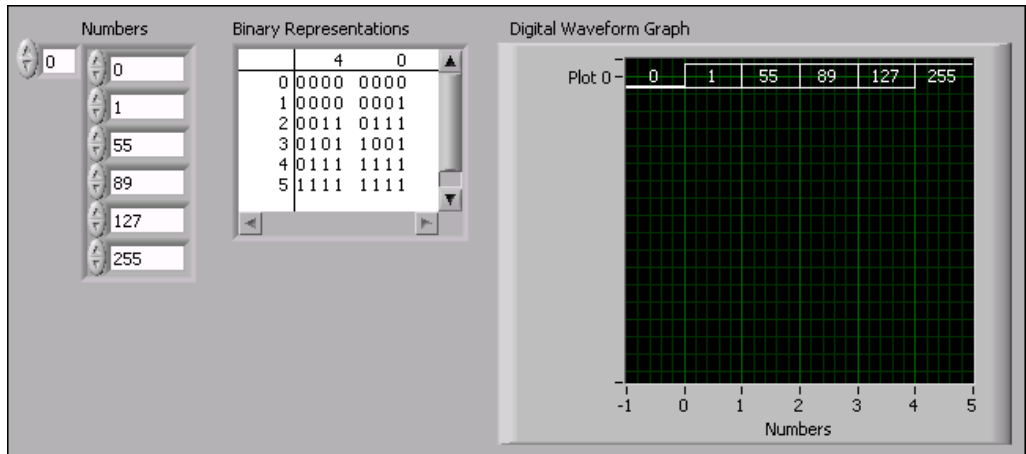 Numbers
0
0
1
55
89
127
255
Binary Representations
4 0
0 0000 0000
1 0000 0001
2 0011 0111
3 0101 1001
4 0111 1111
5 1111 1111
Digital Waveform Graph
Plot 0 0 1 55 89 127 255
-1 0 1 2 3 4 5
Numbers